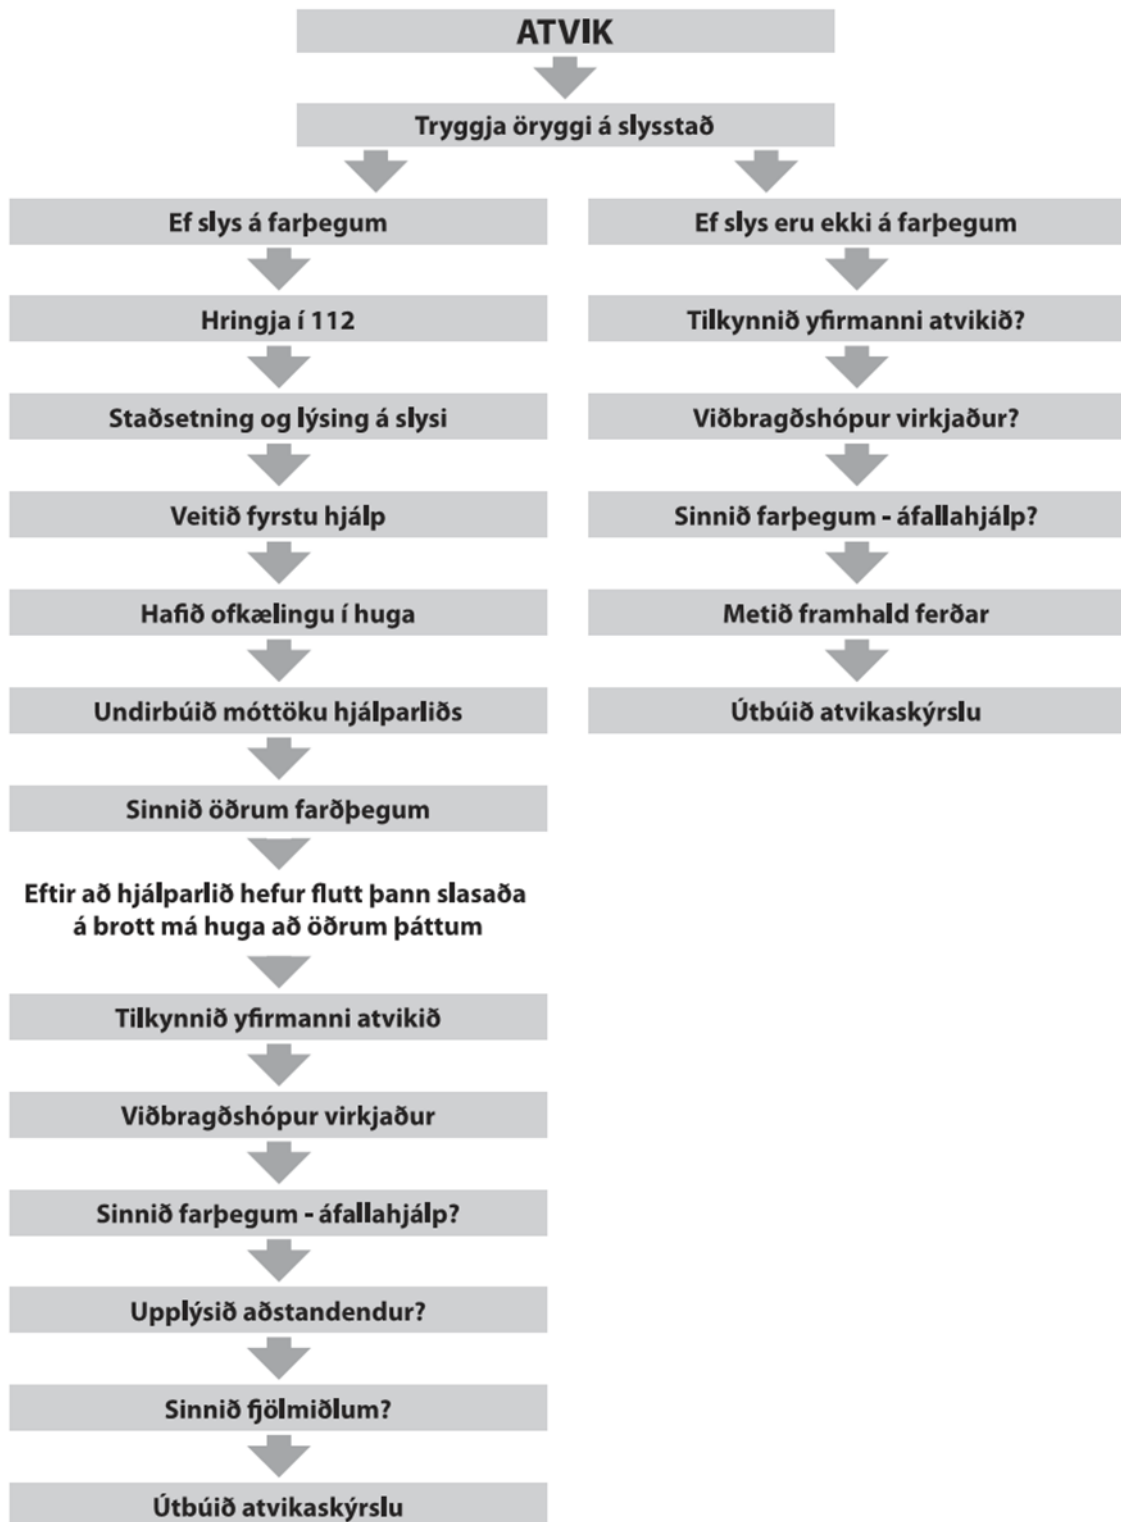 ATVIK
Tryggja öryggi á slysstað
Ef slys á farþegum
Hringja í 112
Staðsetning og lýsing á slysi
Veitið fyrstu hjálp
Hafið ofkælingu í huga
Undirbúið móttöku hjálparliðs
Sinnið öðrum farðþegum
Eftir að hjálparlið hefur flutt þann slasaða
á brott má huga að öðrum þáttum
Tilkynnið yfirmanni atvikið
Viðbragðshópur virkjaður
Sinnið farþegum - áfallahjálp?
Upplýsið aðstandendur?
Sinnið fjölmiðlum?
Útbúið atvikaskýrslu
Ef slys eru ekki á farþegum
Tilkynnið yfirmanni atvikið?
Viðbragðshópur virkjaður?
Sinnið farþegum - áfallahjálp?
Metið framhald ferðar
Útbúið atvikaskýrslu